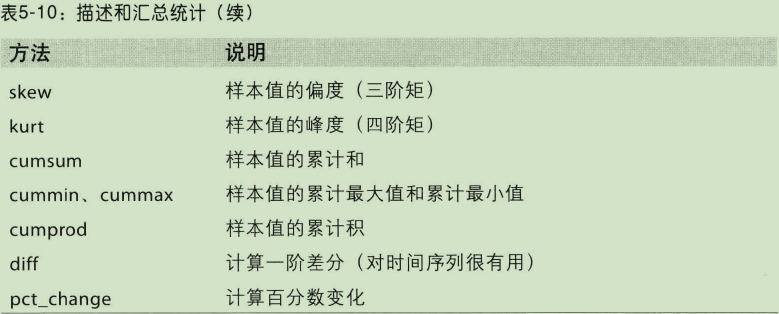 表5-10：描述和汇总统计（续）
方法 说明
skew 样本值的偏度（三阶矩）
kurt 样本值的峰度（四阶矩）
cumsum 样本值的累计和
cummin、cummax 样本值的累计最大值和累计最小值
cumprod 样本值的累计积
diff 计算一阶差分（对时间序列很有用）
pct_change 计算百分数变化